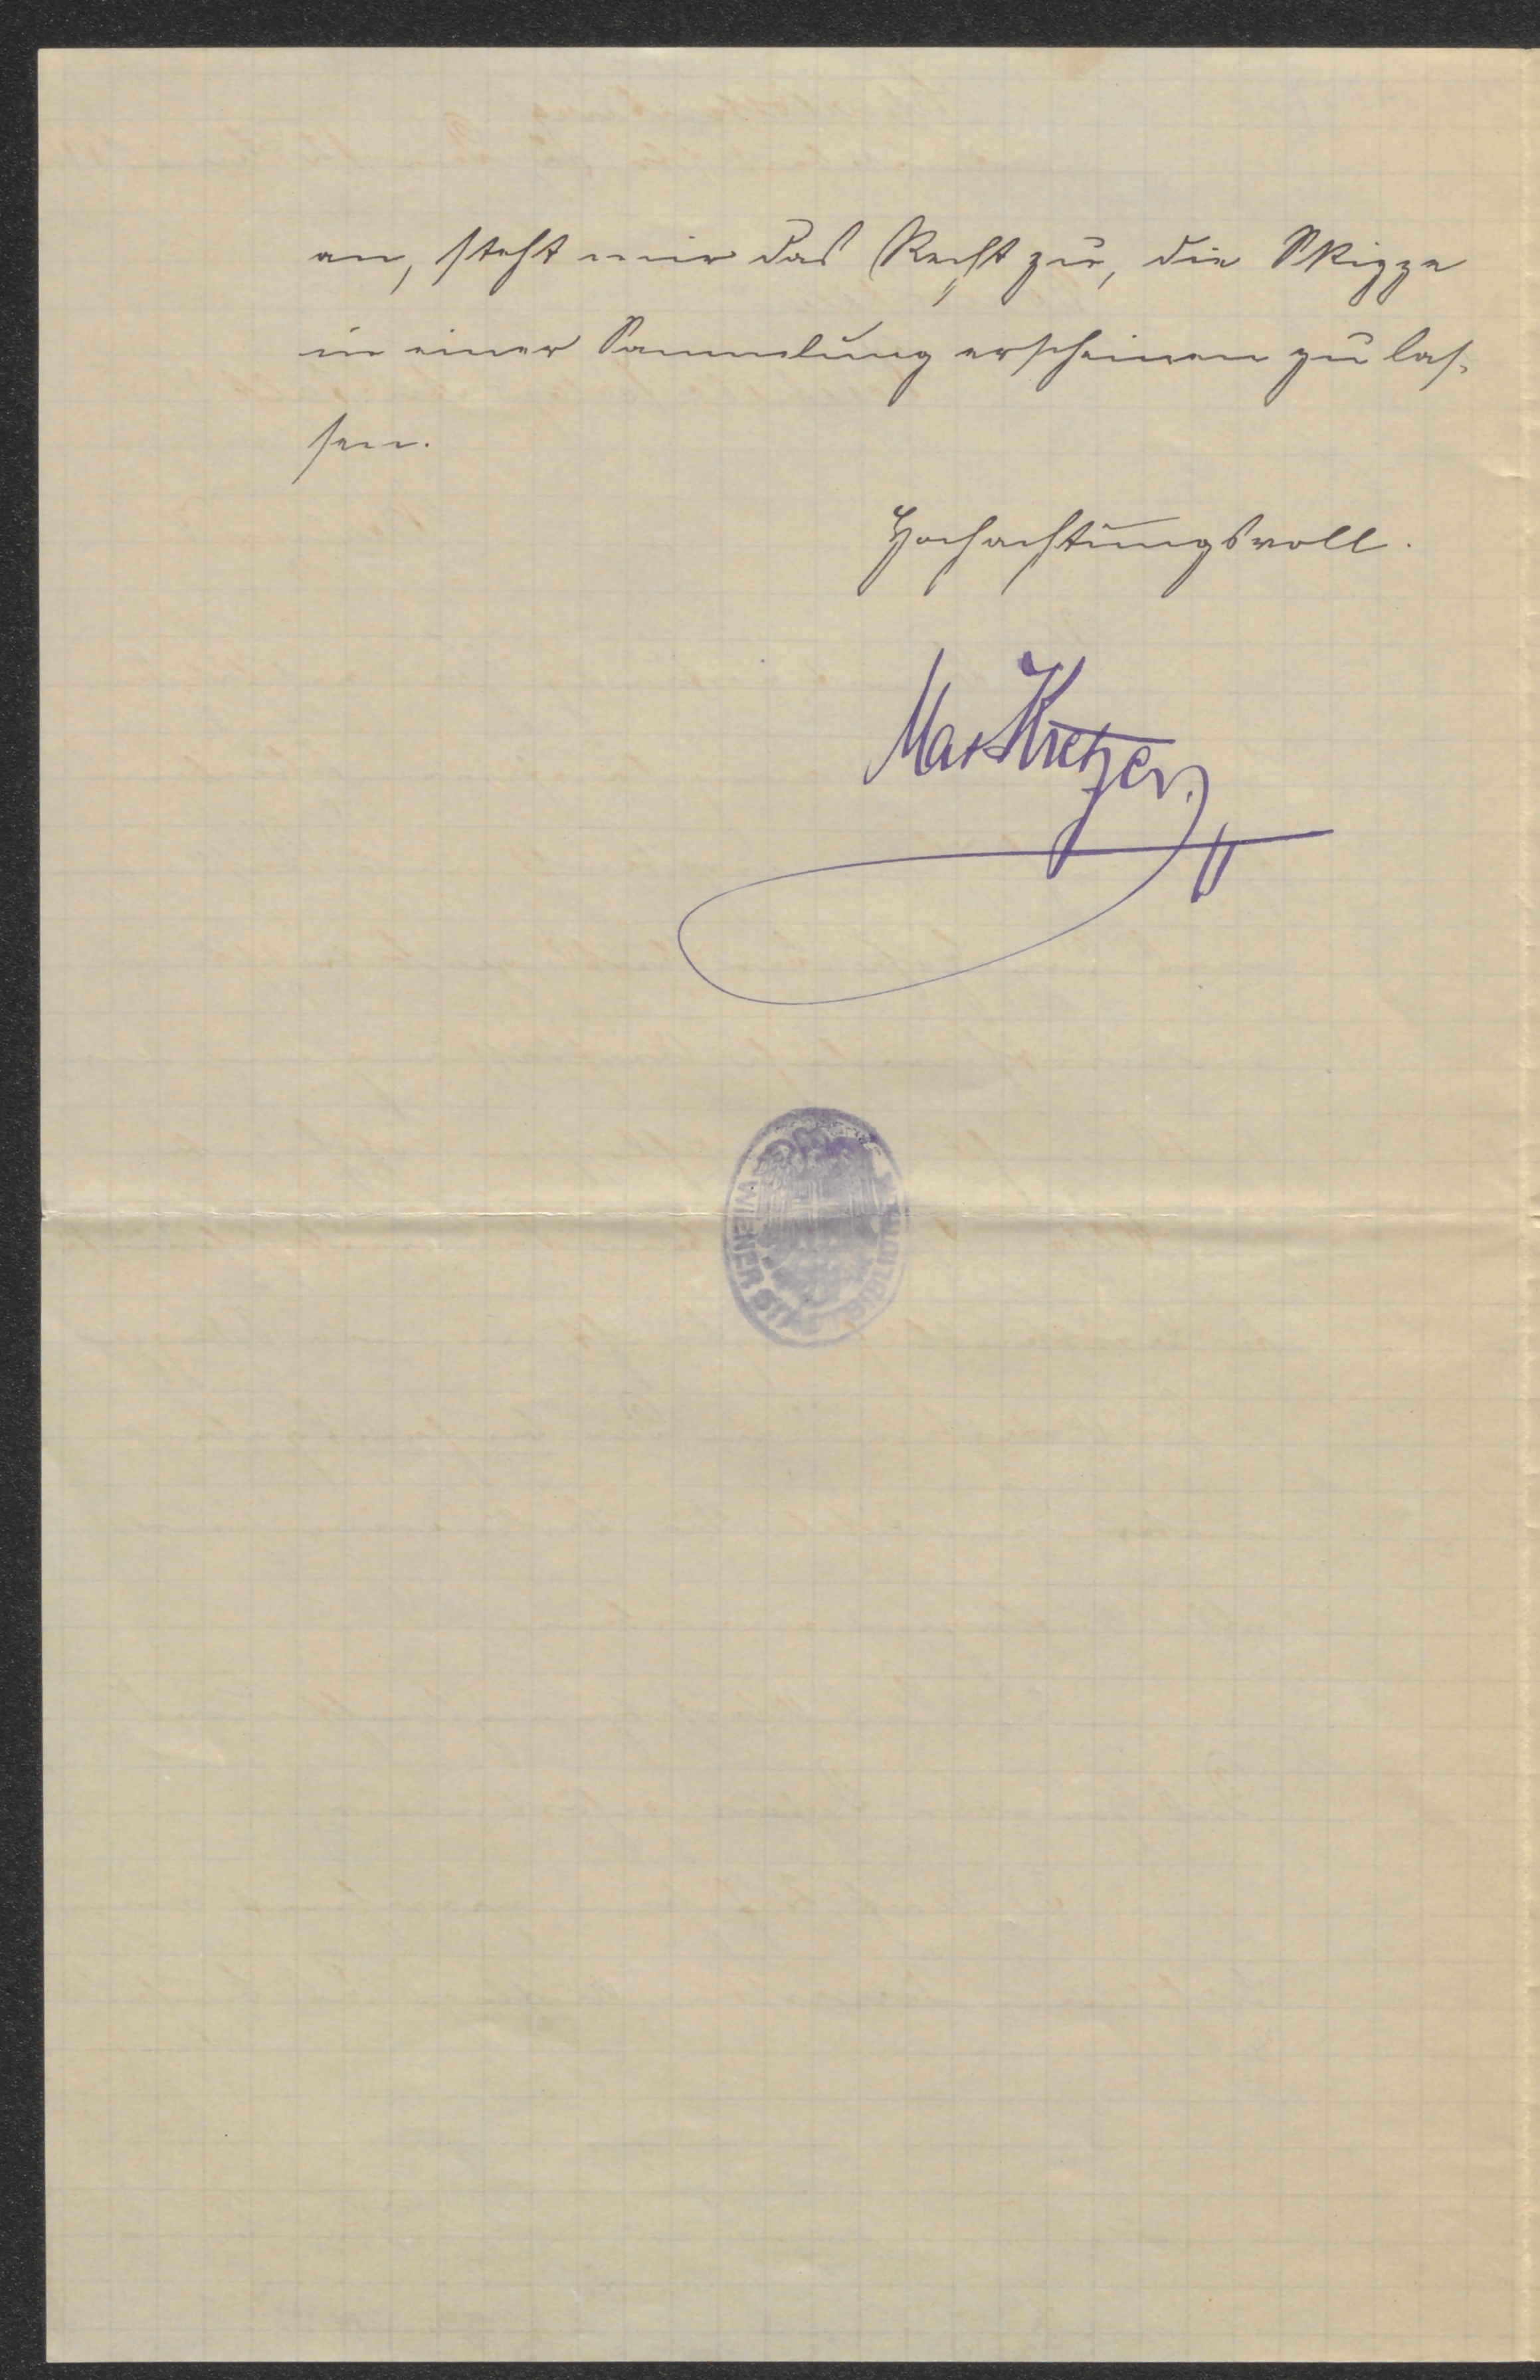 an, steht mir das Recht zu, die Skizze
in einer Sammlung erscheinen zu las-
sen.
Hochachtungsvoll.
Max Kretzer.
WIENER STADTBIBLIOTHEK